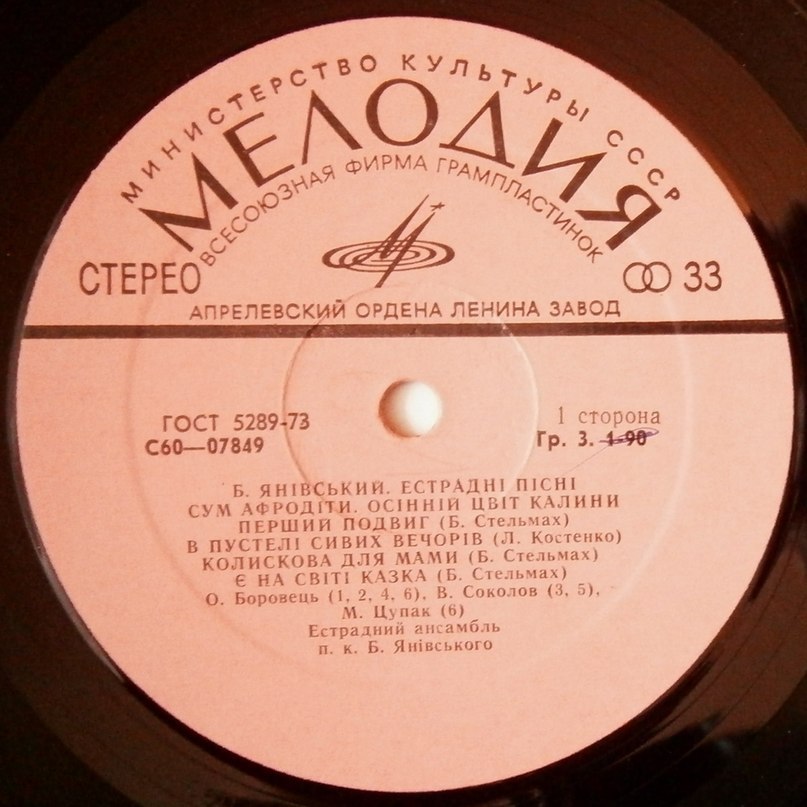 МИНИСТЕРСТВО КУЛЬТУРЫ СССР
МЕЛОДИЯ
ВСЕСОЮЗНАЯ ФИРМА ГРАМПЛАСТИНОК
СТЕРЕО
33
АПРЕЛЕВСКИЙ ОРДЕНА ЛЕНИНА ЗАВОД
ГОСТ 5289-73
С60—07849
1 сторона
Гр. 3. 1-90
Б. ЯНІВСЬКИЙ. ЕСТРАДНІ ПІСНІ
СУМ АФРОДІТИ. ОСІННІЙ ЦВІТ КАЛИНИ
ПЕРШИЙ ПОДВИГ (Б. Стельмах)
В ПУСТЕЛІ СИВИХ ВЕЧОРІВ (Л. Костенко)
КОЛИСКОВА ДЛЯ МАМИ (Б. Стельмах)
Є НА СВІТІ КАЗКА (Б. Стельмах)
О. Боровець (1, 2, 4, 6), В. Соколов (3, 5),
М. Цупак (6)
Естрадний ансамбль
п. к. Б. Янівського